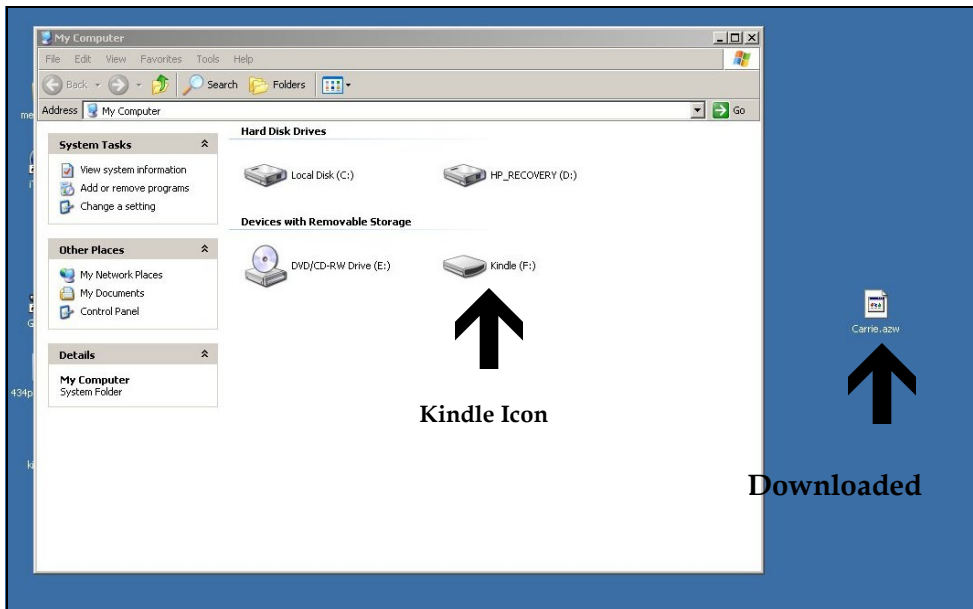 My Computer
File Edit View Favorites Tools Help
Back Search Folders
Address My Computer Go
System Tasks
View system information
Add or remove programs
Change a setting
Other Places
My Network Places
My Documents
Control Panel
Details
My Computer
System Folder
Hard Disk Drives
Local Disk (C:) HP_RECOVERY (D:)
Devices with Removable Storage
DVD/CD-RW Drive (E:) Kindle (F:)
Kindle Icon
Carrie.azw
Downloaded
me
434p
ki